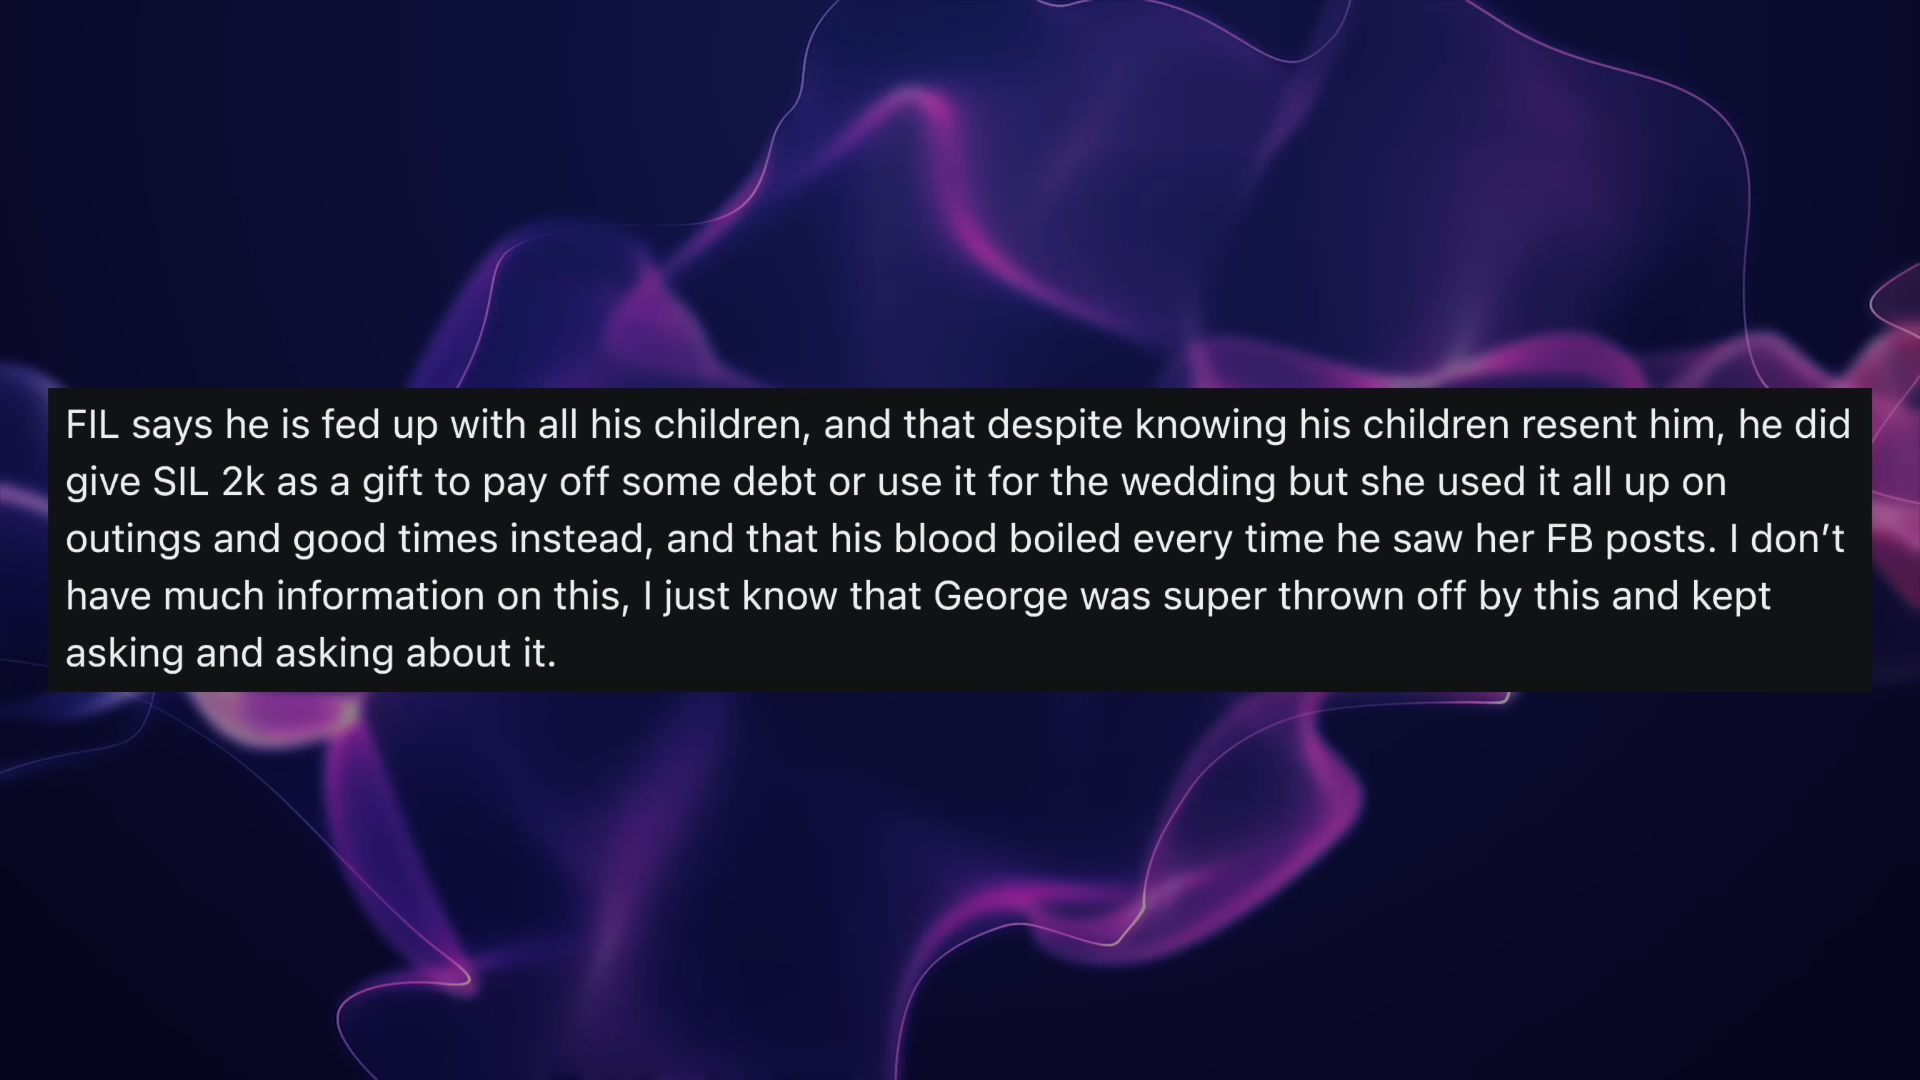 FIL says he is fed up with all his children, and that despite knowing his children resent him, he did
give SIL 2k as a gift to pay off some debt or use it for the wedding but she used it all up on
outings and good times instead, and that his blood boiled every time he saw her FB posts. I don’t
have much information on this, I just know that George was super thrown off by this and kept
asking and asking about it.